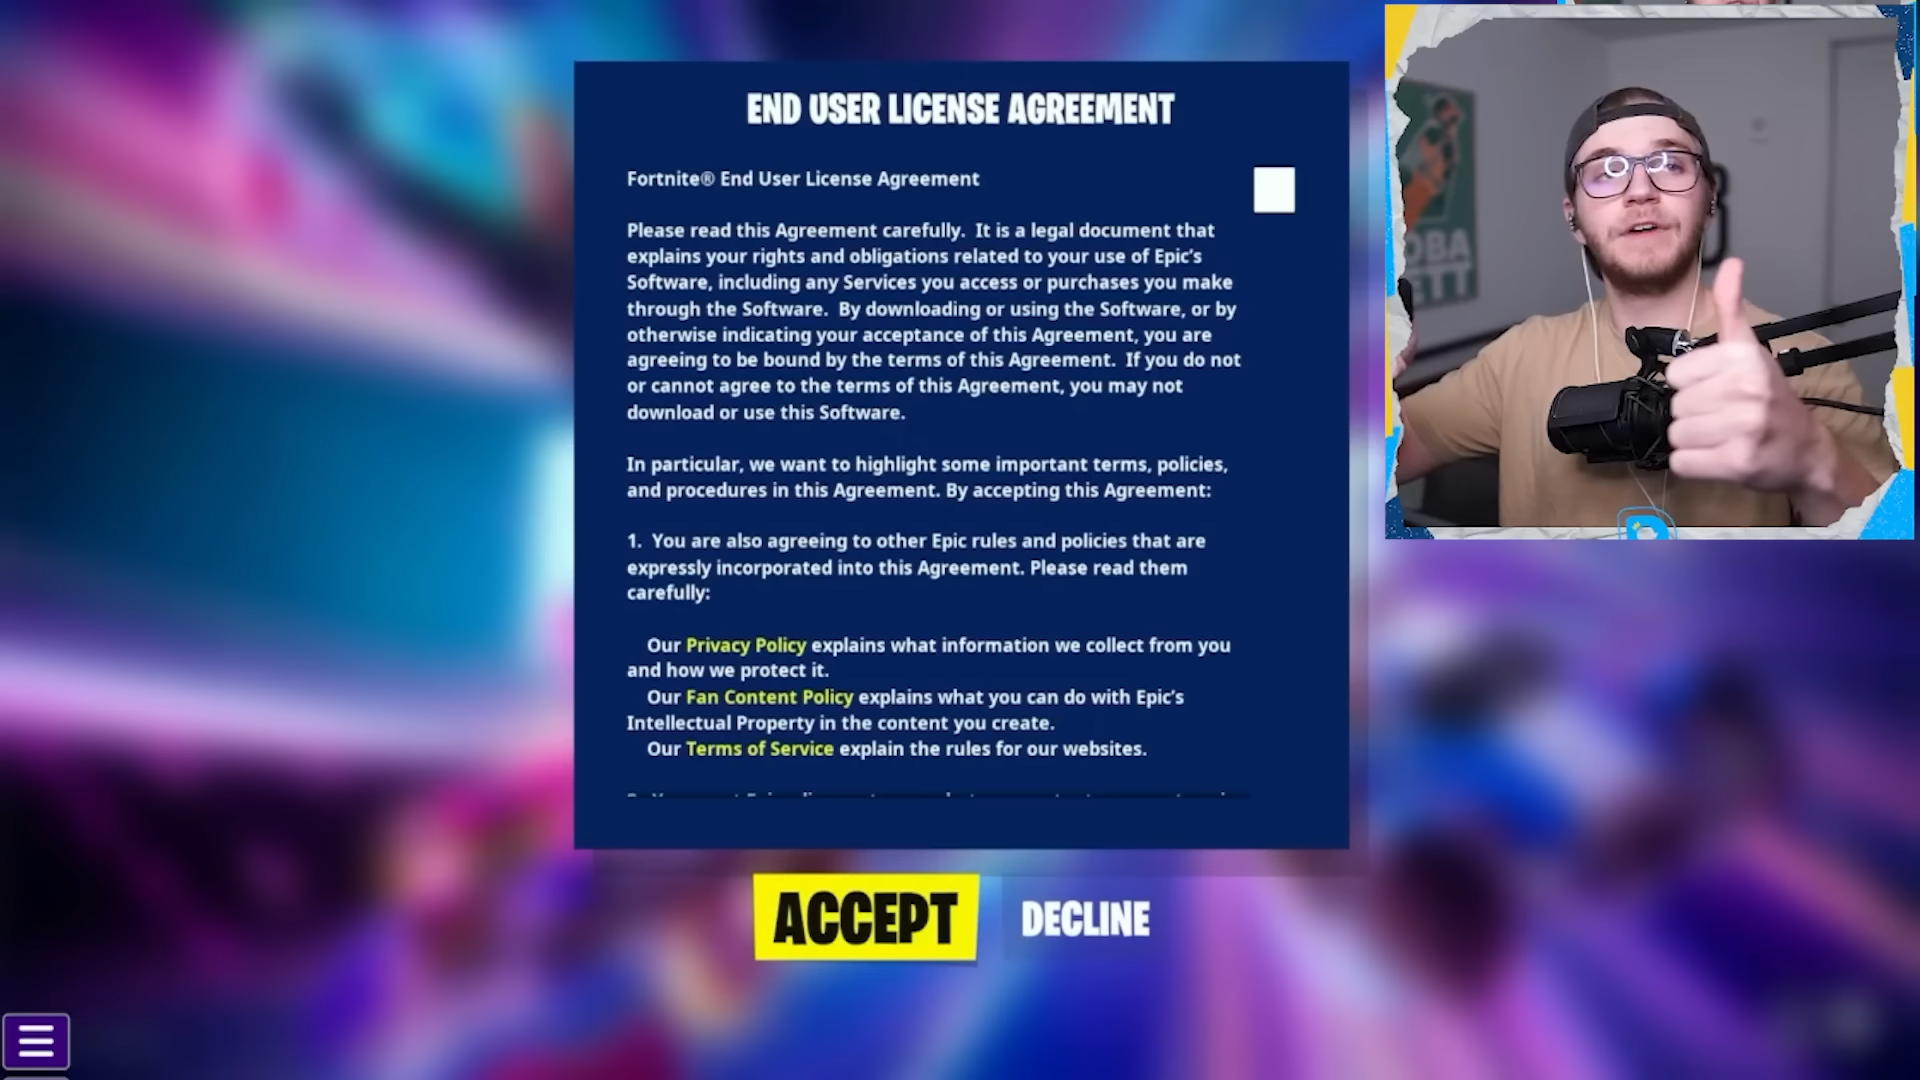 END USER LICENSE AGREEMENT
Fortnite® End User License Agreement
Please read this Agreement carefully.  It is a legal document that
explains your rights and obligations related to your use of Epic's
Software, including any Services you access or purchases you make
through the Software.  By downloading or using the Software, or by
otherwise indicating your acceptance of this Agreement, you are
agreeing to be bound by the terms of this Agreement.  If you do not
or cannot agree to the terms of this Agreement, you may not
download or use this Software.
In particular, we want to highlight some important terms, policies,
and procedures in this Agreement. By accepting this Agreement:
1.  You are also agreeing to other Epic rules and policies that are
expressly incorporated into this Agreement. Please read them
carefully:
Our Privacy Policy explains what information we collect from you
and how we protect it.
Our Fan Content Policy explains what you can do with Epic's
Intellectual Property in the content you create.
Our Terms of Service explain the rules for our websites.
ACCEPT
DECLINE